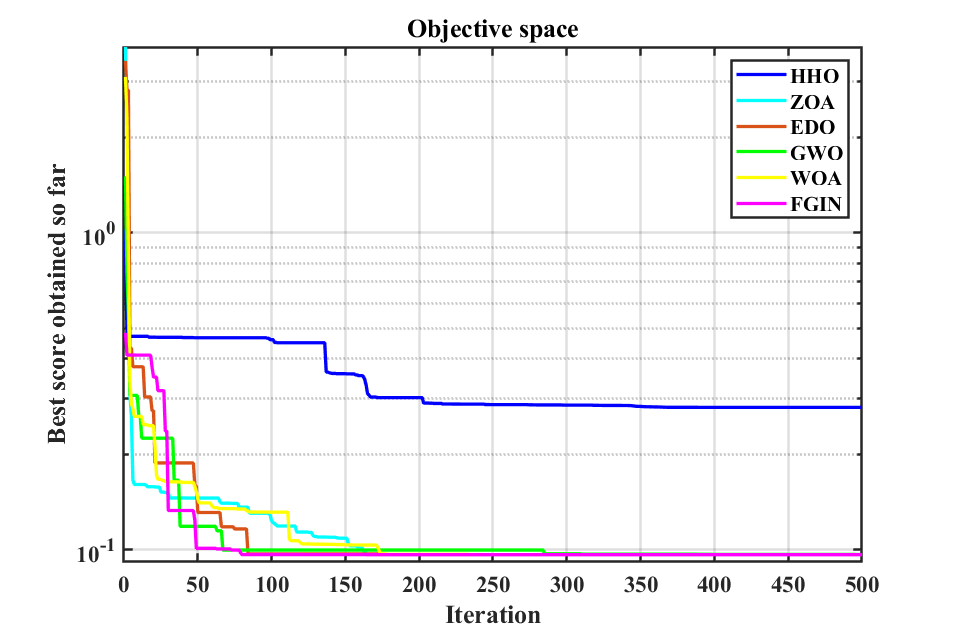 Objective space
HHO
ZOA
EDO
GWO
WOA
FGIN
Best score obtained so far
10^0
10^-1
0 50 100 150 200 250 300 350 400 450 500
Iteration